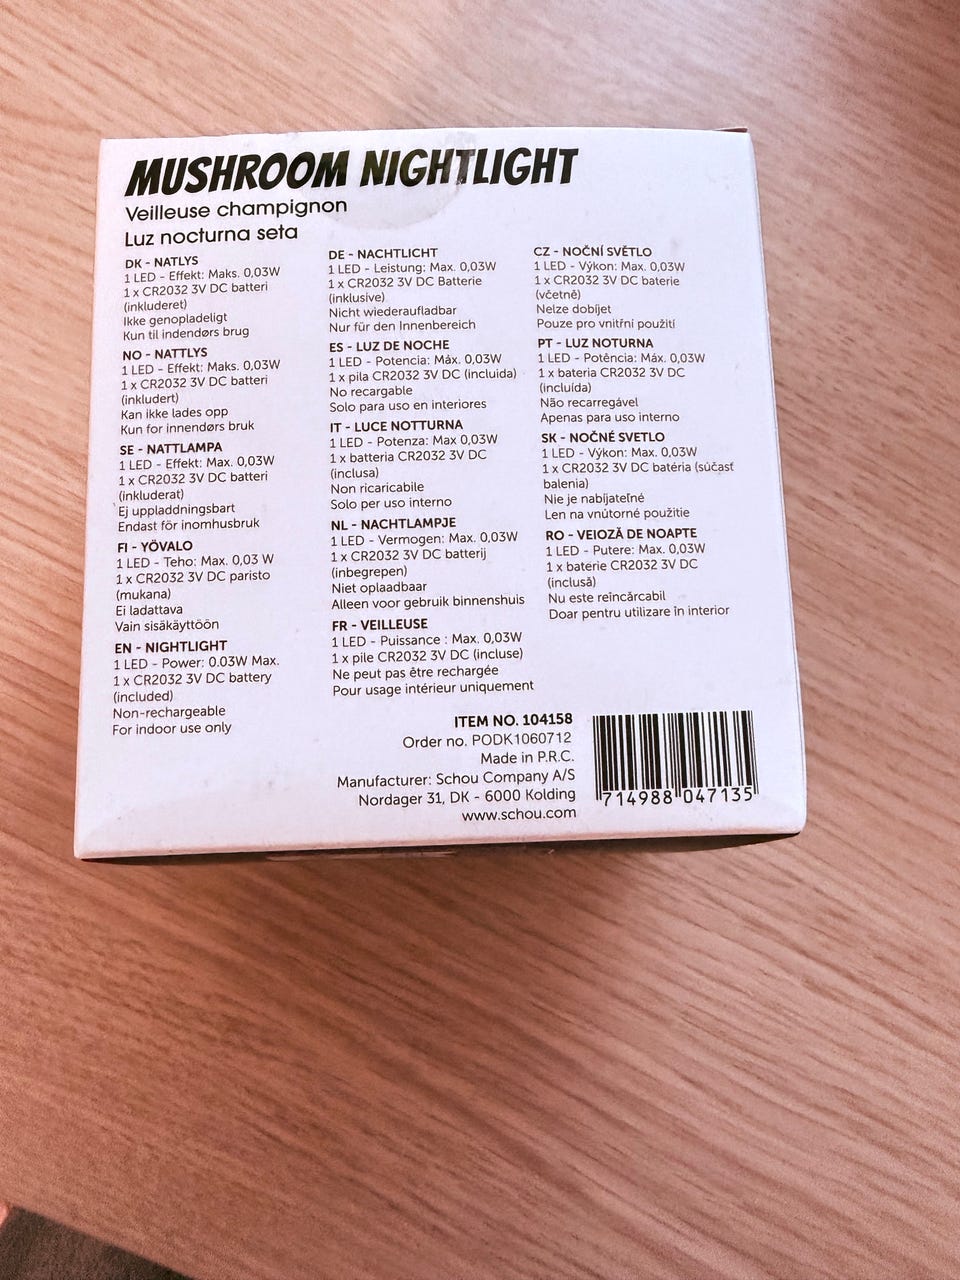 MUSHROOM NIGHTLIGHT
Veilleuse champignon
Luz nocturna seta
DK - NATLYS
1 LED - Effekt: Maks. 0,03W
1 x CR2032 3V DC batteri
(inkluderet)
Ikke genopladeligt
Kun til indendørs brug
NO - NATTLYS
1 LED - Effekt: Maks. 0,03W
1 x CR2032 3V DC batteri
(inkludert)
Kan ikke lades opp
Kun for innendørs bruk
SE - NATTLAMPA
1 LED - Effekt: Max. 0,03W
1 x CR2032 3V DC batteri
(inkluderat)
Ej uppladdningsbart
Endast för inomhusbruk
FI - YÖVALO
1 LED - Teho: Max. 0,03 W
1 x CR2032 3V DC paristo
(mukana)
Ei ladattava
Vain sisäkäyttöön
EN - NIGHTLIGHT
1 LED - Power: 0.03W Max.
1 x CR2032 3V DC battery
(included)
Non-rechargeable
For indoor use only
DE - NACHTLICHT
1 LED - Leistung: Max. 0,03W
1 x CR2032 3V DC Batterie
(inklusive)
Nicht wiederaufladbar
Nur für den Innenbereich
ES - LUZ DE NOCHE
1 LED - Potencia: Máx. 0,03W
1 x pila CR2032 3V DC (incluida)
No recargable
Solo para uso en interiores
IT - LUCE NOTTURNA
1 LED - Potenza: Max 0,03W
1 x batteria CR2032 3V DC
(inclusa)
Non ricaricabile
Solo per uso interno
NL - NACHTLAMPJE
1 LED - Vermogen: Max. 0,03W
1 x CR2032 3V DC batterij
(inbegrepen)
Niet oplaadbaar
Alleen voor gebruik binnenshuis
FR - VEILLEUSE
1 LED - Puissance : Max. 0,03W
1 x pile CR2032 3V DC (incluse)
Ne peut pas être rechargée
Pour usage intérieur uniquement
CZ - NOČNÍ SVĚTLO
1 LED - Výkon: Max. 0,03W
1 x CR2032 3V DC baterie
(včetně)
Nelze dobíjet
Pouze pro vnitřní použití
PT - LUZ NOTURNA
1 LED - Potência: Máx. 0,03W
1 x bateria CR2032 3V DC
(incluída)
Não recarregável
Apenas para uso interno
SK - NOČNÉ SVETLO
1 LED - Výkon: Max. 0,03W
1 x CR2032 3V DC batéria (súčasť
balenia)
Nie je nabíjateľné
Len na vnútorné použitie
RO - VEIOZĂ DE NOAPTE
1 LED - Putere: Max. 0,03W
1 x baterie CR2032 3V DC
(inclusă)
Nu este reîncărcabil
Doar pentru utilizare în interior
ITEM NO. 104158
Order no. PODK1060712
Made in P.R.C.
Manufacturer: Schou Company A/S
Nordager 31, DK - 6000 Kolding
www.schou.com
714988 047135